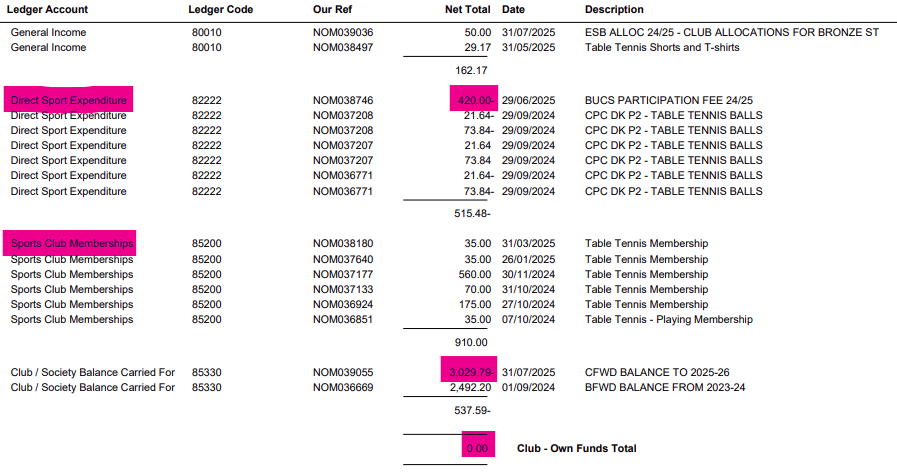 Ledger Account Ledger Code Our Ref Net Total Date Description
General Income 80010 NOM039036 50.00 31/07/2025 ESB ALLOC 24/25 - CLUB ALLOCATIONS FOR BRONZE ST
General Income 80010 NOM038497 29.17 31/05/2025 Table Tennis Shorts and T-shirts
162.17
Direct Sport Expenditure 82222 NOM038746 420.00- 29/06/2025 BUCS PARTICIPATION FEE 24/25
Direct Sport Expenditure 82222 NOM037208 21.64- 29/09/2024 CPC DK P2 - TABLE TENNIS BALLS
Direct Sport Expenditure 82222 NOM037208 73.84- 29/09/2024 CPC DK P2 - TABLE TENNIS BALLS
Direct Sport Expenditure 82222 NOM037207 21.64 29/09/2024 CPC DK P2 - TABLE TENNIS BALLS
Direct Sport Expenditure 82222 NOM037207 73.84 29/09/2024 CPC DK P2 - TABLE TENNIS BALLS
Direct Sport Expenditure 82222 NOM036771 21.64- 29/09/2024 CPC DK P2 - TABLE TENNIS BALLS
Direct Sport Expenditure 82222 NOM036771 73.84- 29/09/2024 CPC DK P2 - TABLE TENNIS BALLS
515.48-
Sports Club Memberships 85200 NOM038180 35.00 31/03/2025 Table Tennis Membership
Sports Club Memberships 85200 NOM037640 35.00 26/01/2025 Table Tennis Membership
Sports Club Memberships 85200 NOM037177 560.00 30/11/2024 Table Tennis Membership
Sports Club Memberships 85200 NOM037133 70.00 31/10/2024 Table Tennis Membership
Sports Club Memberships 85200 NOM036924 175.00 27/10/2024 Table Tennis Membership
Sports Club Memberships 85200 NOM036851 35.00 07/10/2024 Table Tennis - Playing Membership
910.00
Club / Society Balance Carried For 85330 NOM039055 3,029.79- 31/07/2025 CFWD BALANCE TO 2025-26
Club / Society Balance Carried For 85330 NOM036669 2,492.20 01/09/2024 BFWD BALANCE FROM 2023-24
537.59-
0.00 Club - Own Funds Total